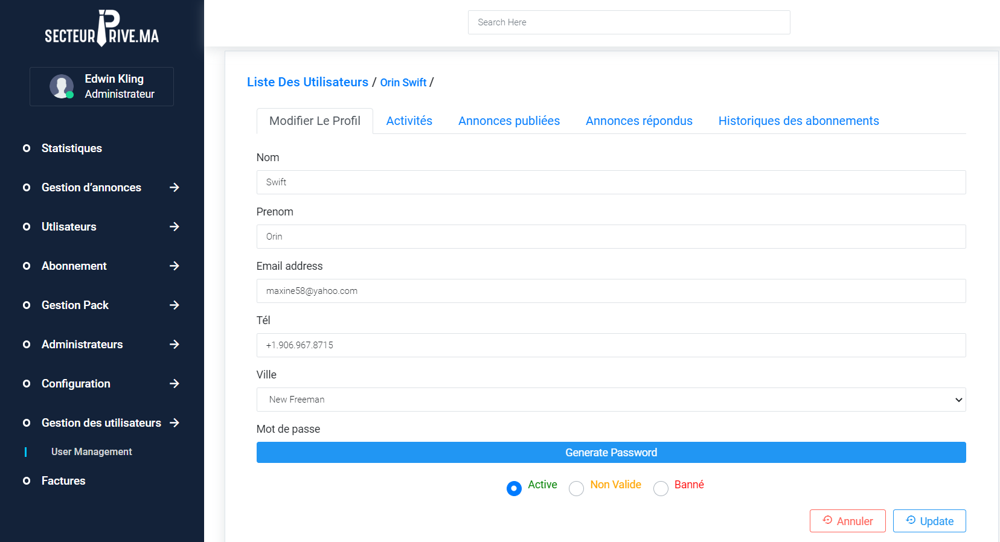 SECTEUR PRIVE.MA
Edwin Kling
Administrateur
Statistiques
Gestion d’annonces
Utlisateurs
Abonnement
Gestion Pack
Administrateurs
Configuration
Gestion des utilisateurs
User Management
Factures
Search Here
Liste Des Utilisateurs / Orin Swift /
Modifier Le Profil Activités Annonces publiées Annonces répondus Historiques des abonnements
Nom
Swift
Prenom
Orin
Email address
maxine58@yahoo.com
Tél
+1.906.967.8715
Ville
New Freeman
Mot de passe
Generate Password
Active Non Valide Banné
Annuler Update